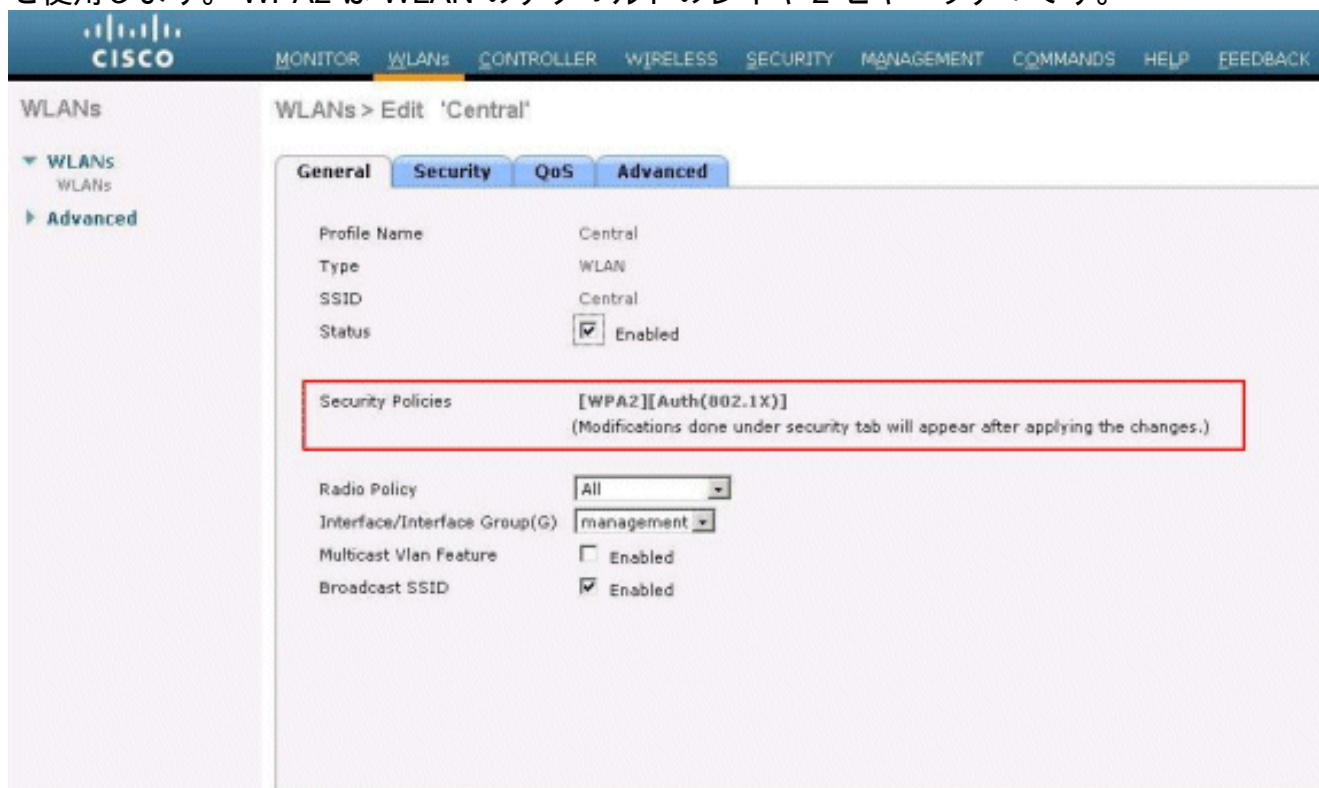 を使用します。 WPA2 は WLAN のデフォルトのレイヤ 2 セキュリティです。
CISCO
MONITOR WLANs CONTROLLER WIRELESS SECURITY MANAGEMENT COMMANDS HELP FEEDBACK
WLANs
WLANs
WLANs
Advanced
WLANs > Edit 'Central'
General Security QoS Advanced
Profile Name Central
Type WLAN
SSID Central
Status Enabled
Security Policies [WPA2][Auth(802.1X)]
(Modifications done under security tab will appear after applying the changes.)
Radio Policy All
Interface/Interface Group(G) management
Multicast Vlan Feature Enabled
Broadcast SSID Enabled